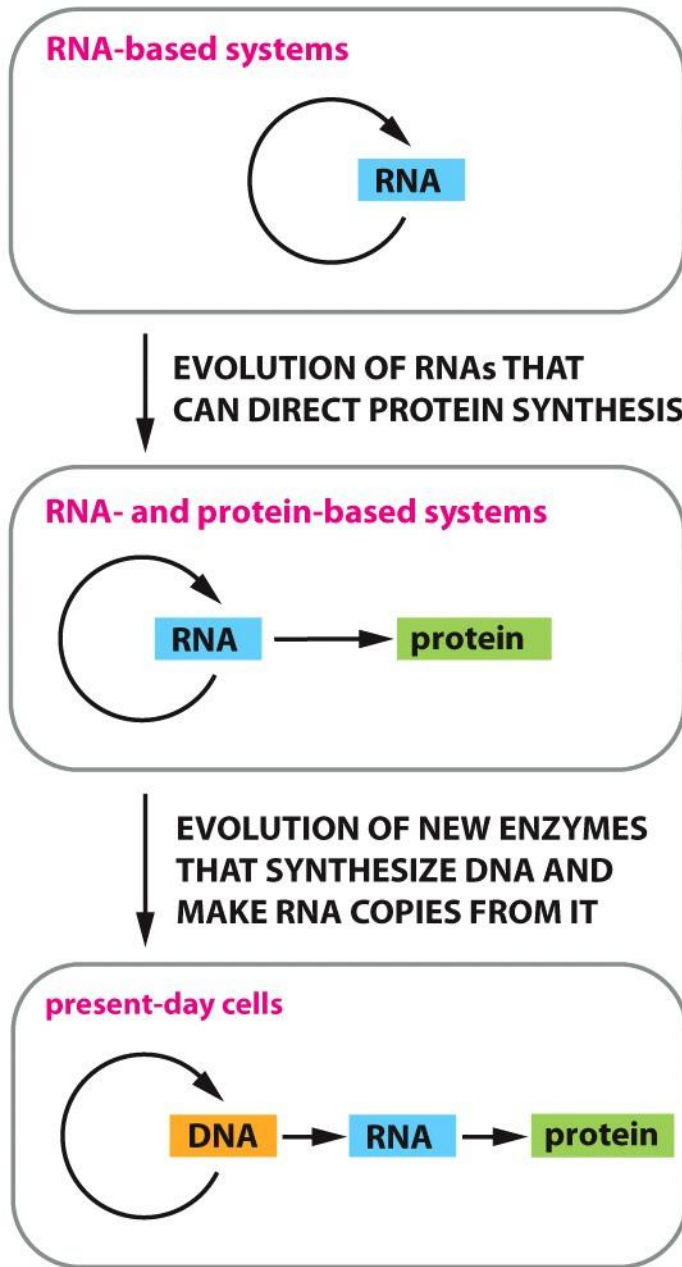 RNA-based systems
RNA
EVOLUTION OF RNAs THAT
CAN DIRECT PROTEIN SYNTHESIS
RNA- and protein-based systems
RNA
protein
EVOLUTION OF NEW ENZYMES
THAT SYNTHESIZE DNA AND
MAKE RNA COPIES FROM IT
present-day cells
DNA
RNA
protein